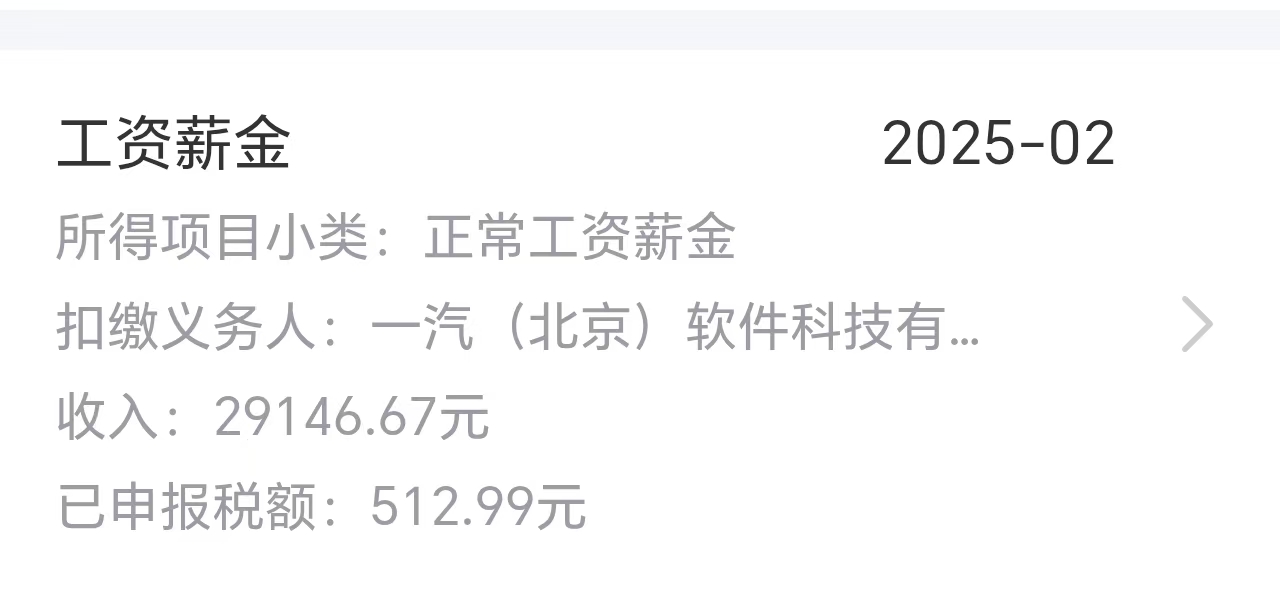 工资薪金 2025-02
所得项目小类：正常工资薪金
扣缴义务人：一汽（北京）软件科技有...
收入：29146.67元
已申报税额：512.99元